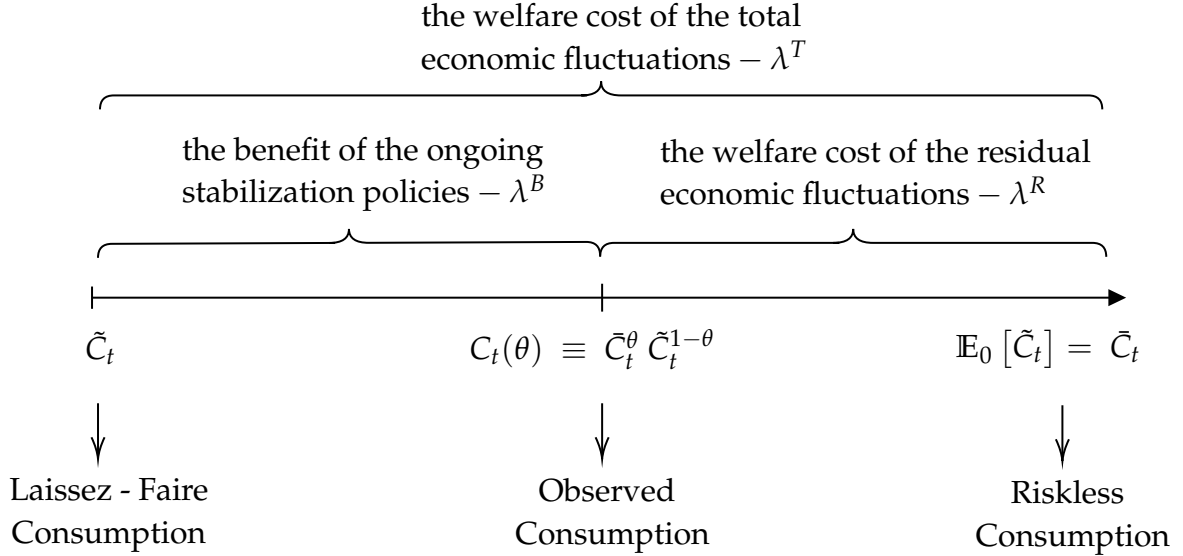 the welfare cost of the total
economic fluctuations − λ^T
the benefit of the ongoing
stabilization policies − λ^B
the welfare cost of the residual
economic fluctuations − λ^R
C̃_t
C_t(θ) ≡ C̄_t^θ C̃_t^{1−θ}
𝔼_0 [C̃_t] = C̄_t
Laissez - Faire
Consumption
Observed
Consumption
Riskless
Consumption